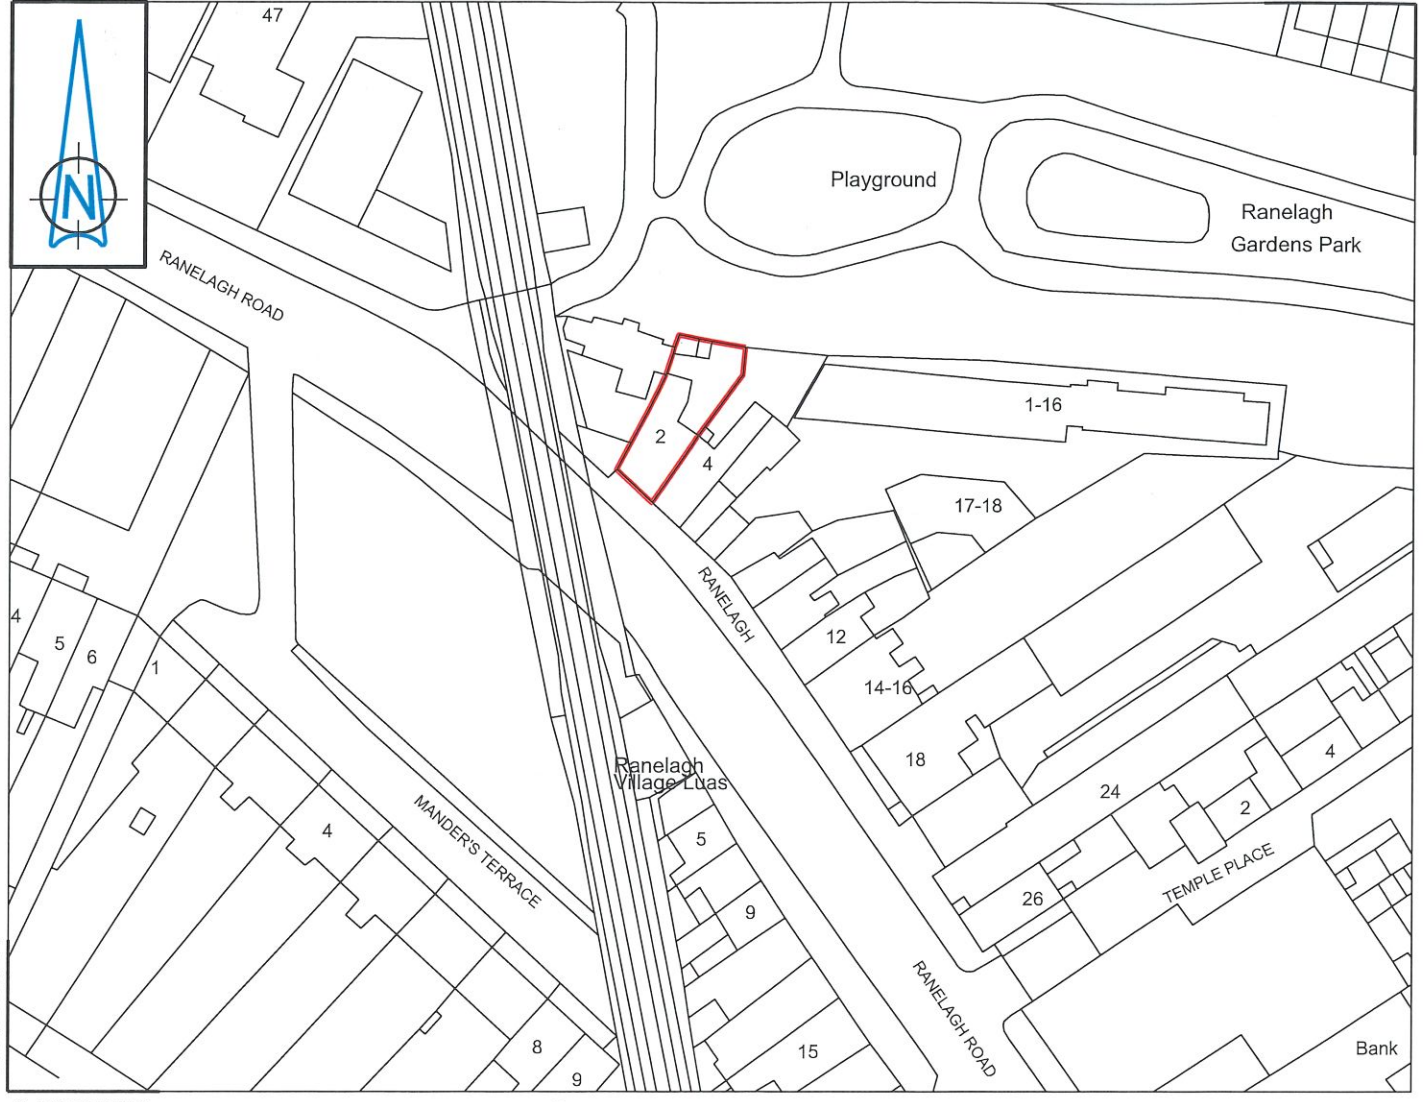 47
N
Playground
Ranelagh
Gardens Park
RANELAGH ROAD
1-16
2
4
17-18
RANELAGH
4
5
6
1
12
14-16
18
Ranelagh
Village Luas
4
24
2
4
MANDER'S TERRACE
5
TEMPLE PLACE
26
9
RANELAGH ROAD
15
8
9
Bank